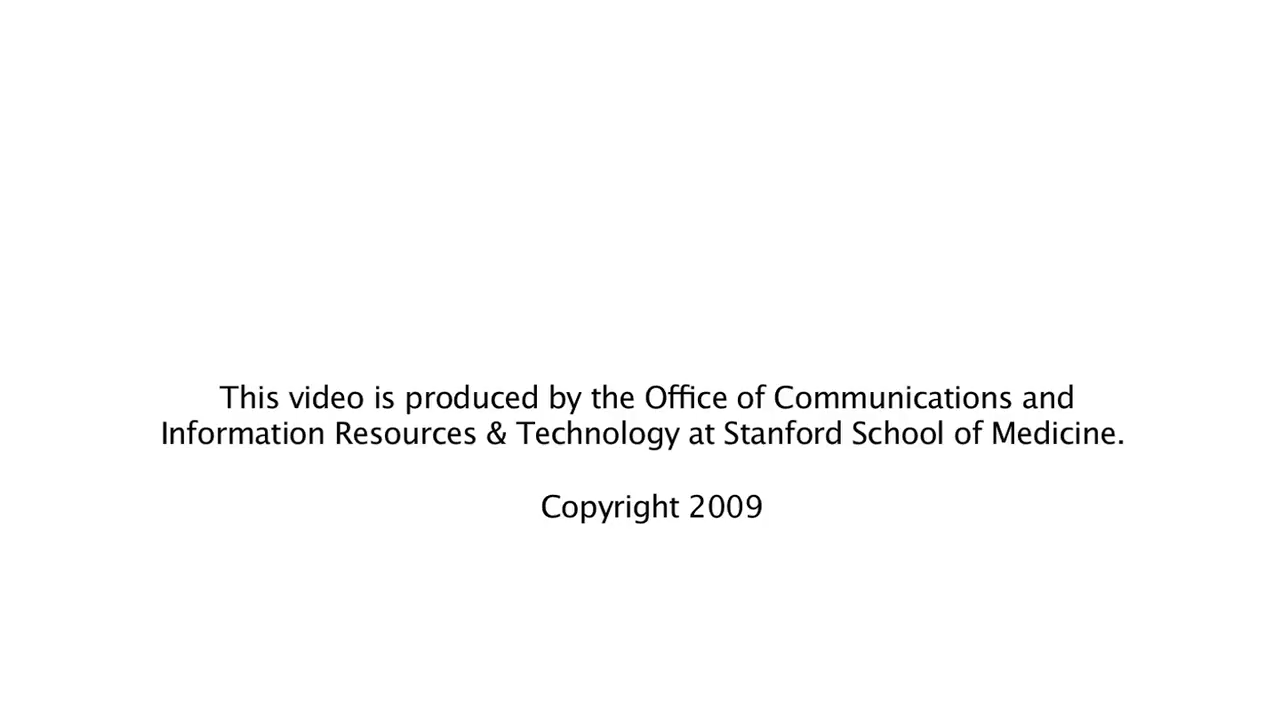 This video is produced by the Office of Communications and
Information Resources & Technology at Stanford School of Medicine.
Copyright 2009